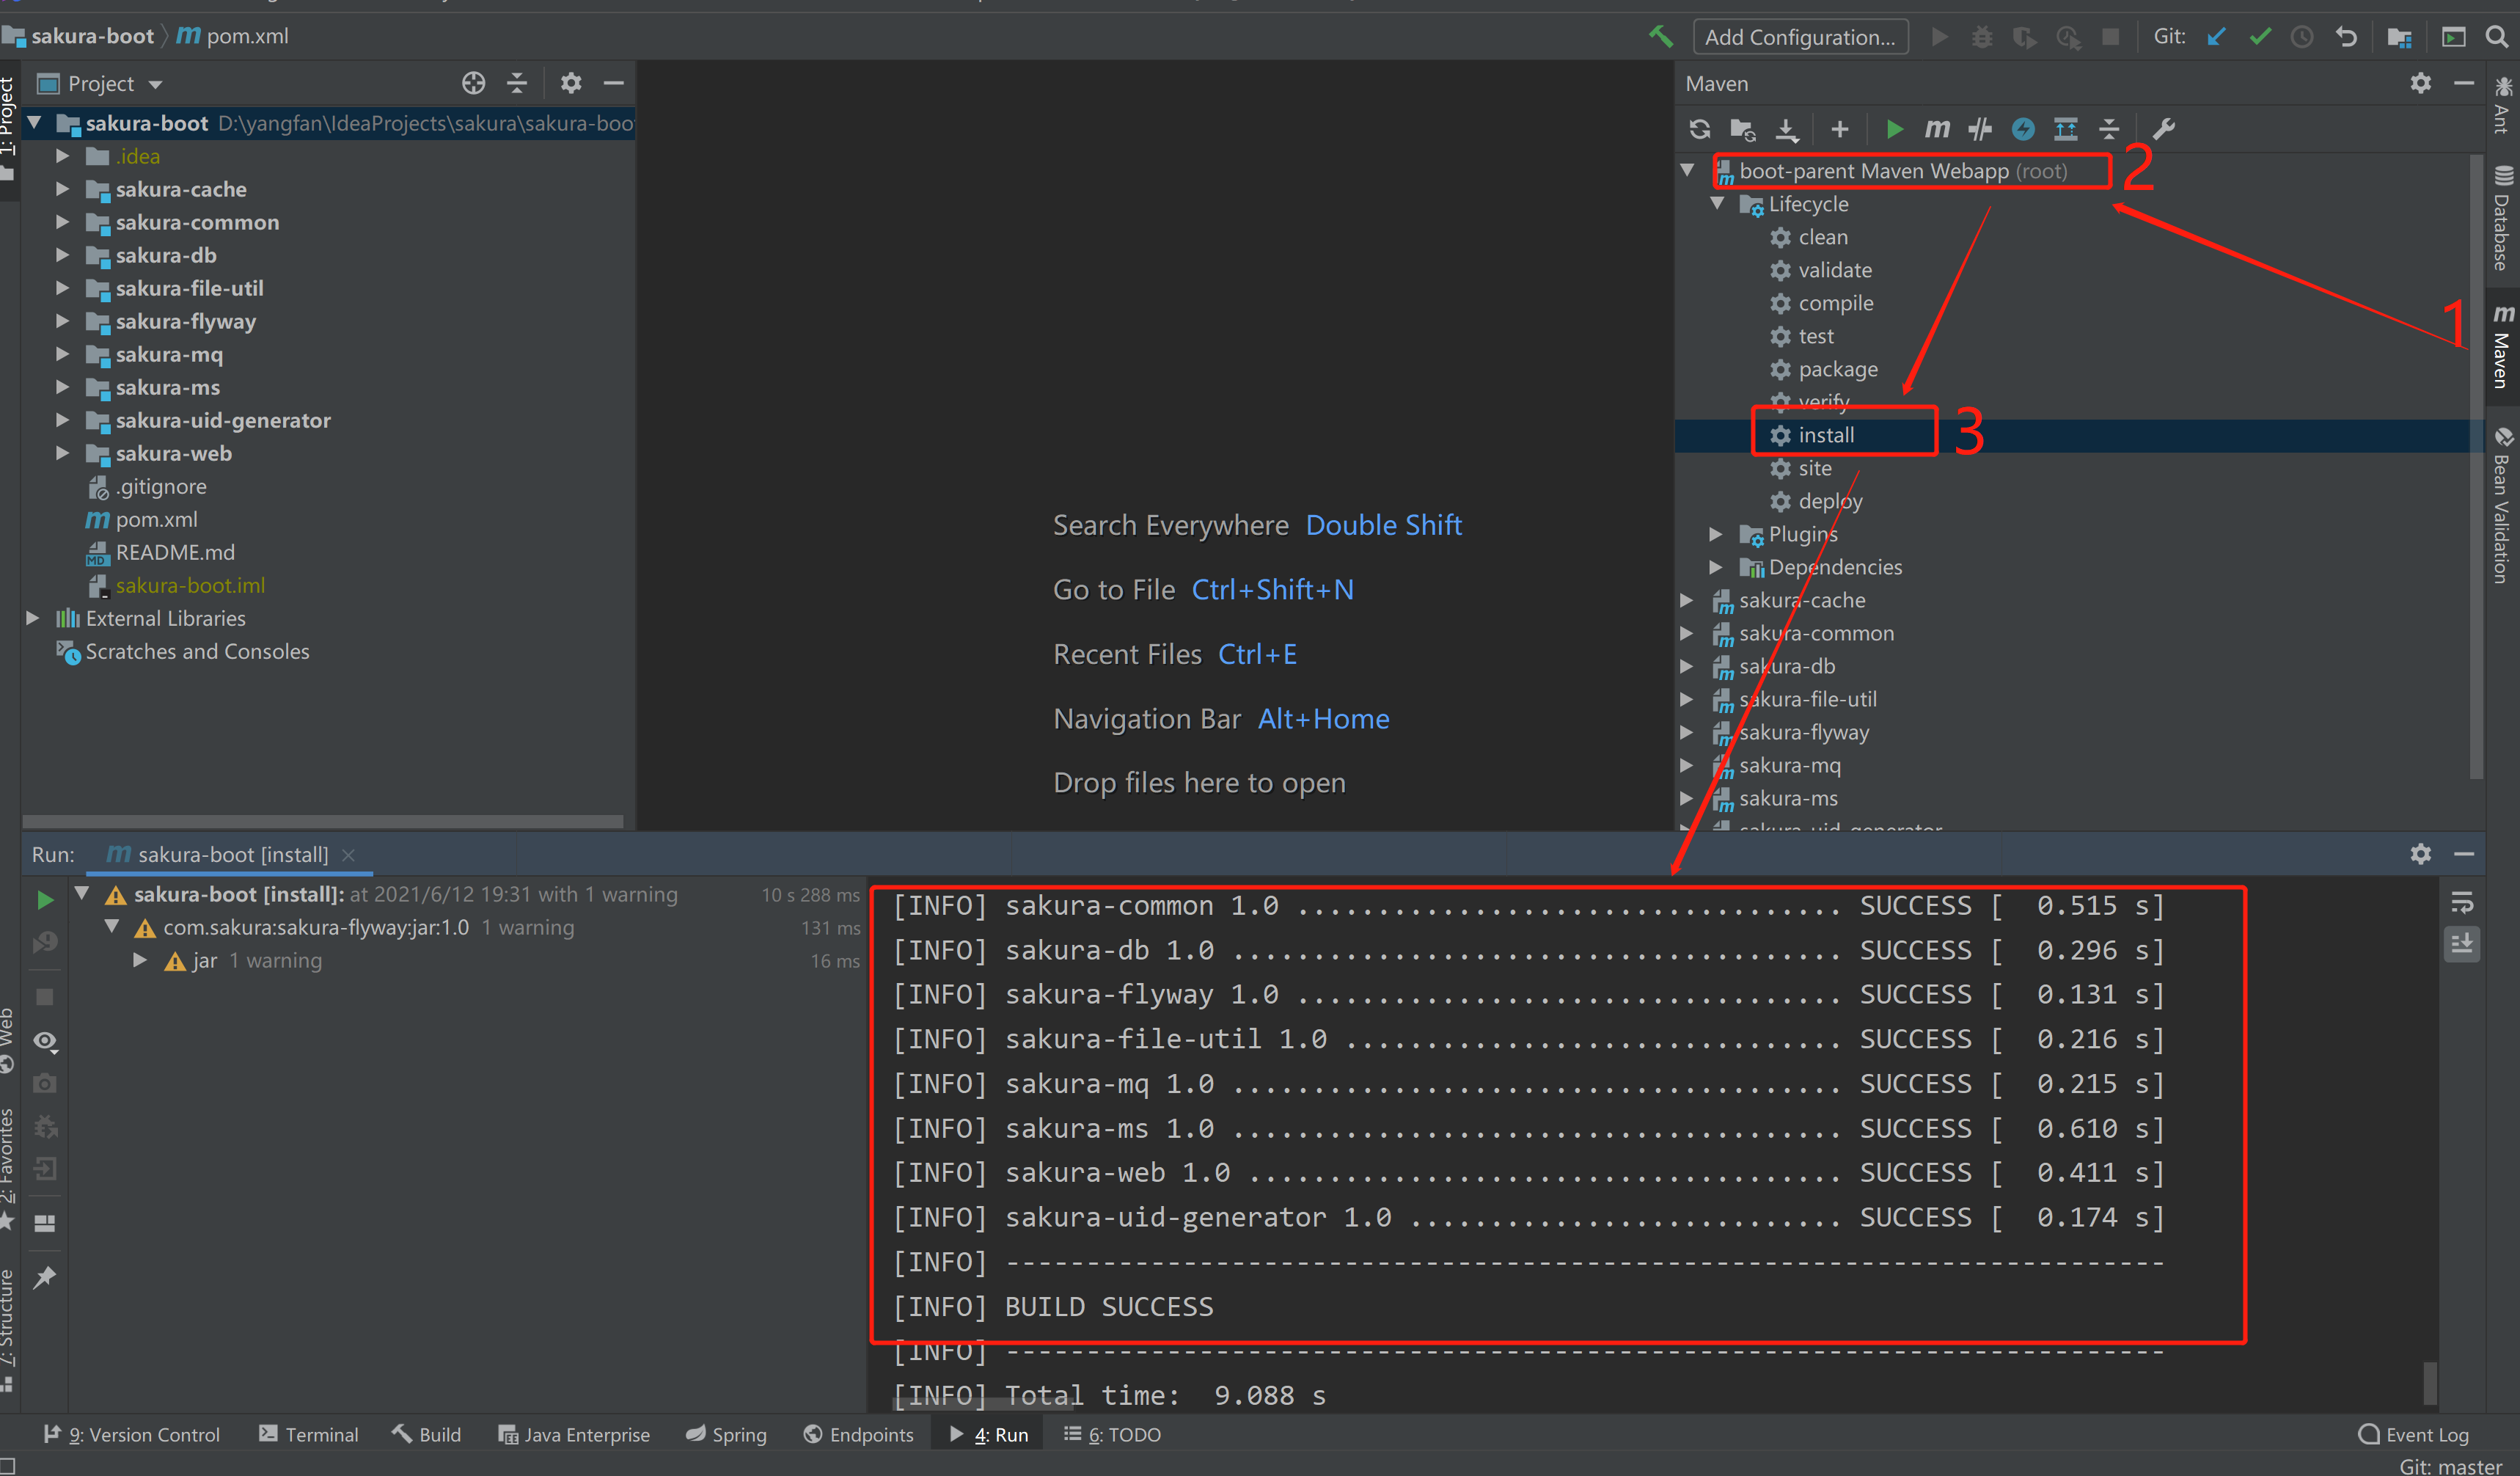 sakura-boot pom.xml
Add Configuration... Git:
1: Project
Project
sakura-boot D:\yangfan\IdeaProjects\sakura\sakura-boo
.idea
sakura-cache
sakura-common
sakura-db
sakura-file-util
sakura-flyway
sakura-mq
sakura-ms
sakura-uid-generator
sakura-web
.gitignore
pom.xml
README.md
sakura-boot.iml
External Libraries
Scratches and Consoles
Search Everywhere Double Shift
Go to File Ctrl+Shift+N
Recent Files Ctrl+E
Navigation Bar Alt+Home
Drop files here to open
Maven
boot-parent Maven Webapp (root)
2
Lifecycle
clean
validate
compile
test
package
verify
install
3
site
deploy
Plugins
Dependencies
sakura-cache
sakura-common
sakura-db
sakura-file-util
sakura-flyway
sakura-mq
sakura-ms
sakura-uid-generator
1
Ant
Database
Maven
Bean Validation
Run: sakura-boot [install]
sakura-boot [install]: at 2021/6/12 19:31 with 1 warning 10 s 288 ms
com.sakura:sakura-flyway:jar:1.0 1 warning 131 ms
jar 1 warning 16 ms
[INFO] sakura-common 1.0 .................................. SUCCESS [  0.515 s]
[INFO] sakura-db 1.0 ...................................... SUCCESS [  0.296 s]
[INFO] sakura-flyway 1.0 .................................. SUCCESS [  0.131 s]
[INFO] sakura-file-util 1.0 ............................... SUCCESS [  0.216 s]
[INFO] sakura-mq 1.0 ...................................... SUCCESS [  0.215 s]
[INFO] sakura-ms 1.0 ...................................... SUCCESS [  0.610 s]
[INFO] sakura-web 1.0 ..................................... SUCCESS [  0.411 s]
[INFO] sakura-uid-generator 1.0 ........................... SUCCESS [  0.174 s]
[INFO] ------------------------------------------------------------------------
[INFO] BUILD SUCCESS
[INFO] ------------------------------------------------------------------------
[INFO] Total time:  9.088 s
Web
2: Favorites
7: Structure
9: Version Control Terminal Build Java Enterprise Spring Endpoints 4: Run 6: TODO Event Log
Git: master